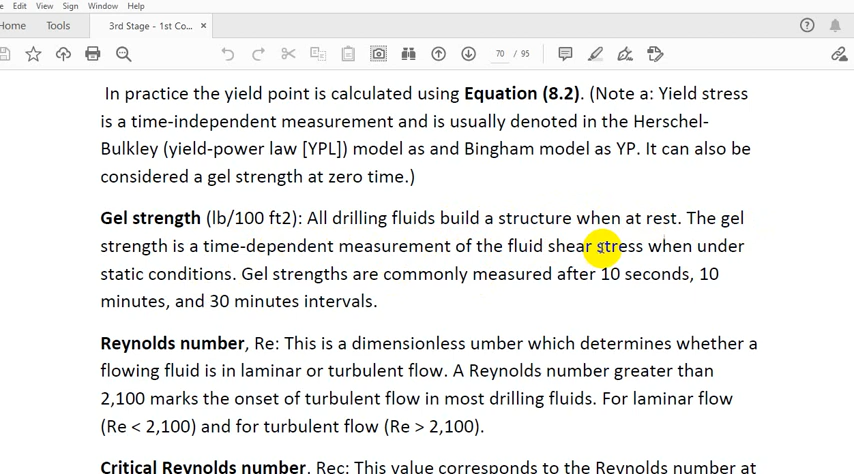 e Edit View Sign Window Help
Home Tools 3rd Stage - 1st Co... ×
70 / 95
In practice the yield point is calculated using Equation (8.2). (Note a: Yield stress
is a time-independent measurement and is usually denoted in the Herschel-
Bulkley (yield-power law [YPL]) model as and Bingham model as YP. It can also be
considered a gel strength at zero time.)
Gel strength (lb/100 ft2): All drilling fluids build a structure when at rest. The gel
strength is a time-dependent measurement of the fluid shear stress when under
static conditions. Gel strengths are commonly measured after 10 seconds, 10
minutes, and 30 minutes intervals.
Reynolds number, Re: This is a dimensionless umber which determines whether a
flowing fluid is in laminar or turbulent flow. A Reynolds number greater than
2,100 marks the onset of turbulent flow in most drilling fluids. For laminar flow
(Re < 2,100) and for turbulent flow (Re > 2,100).
Critical Reynolds number, Rec: This value corresponds to the Reynolds number at